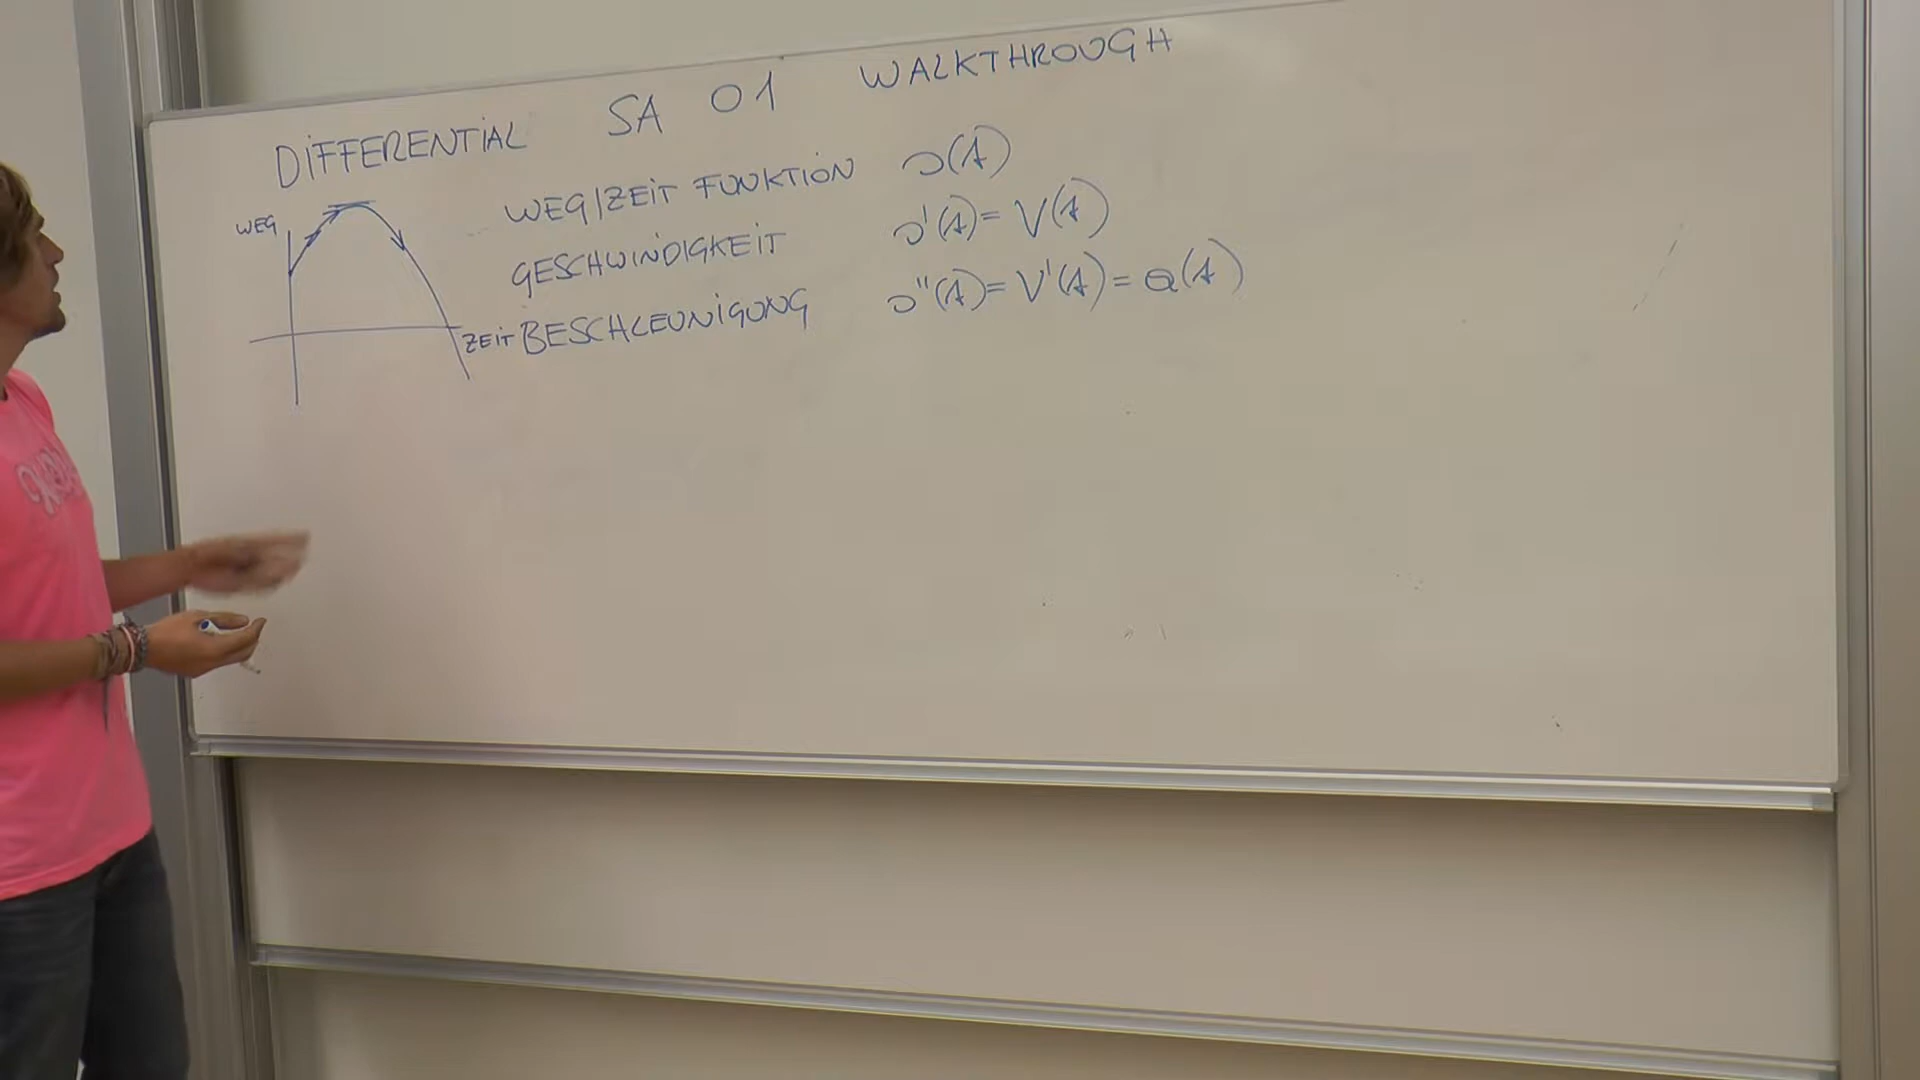 DIFFERENTIAL SA 01 WALKTHROUGH
WEG
ZEIT
WEG/ZEIT FUNKTION s(t)
GESCHWINDIGKEIT s'(t)=V(t)
BESCHLEUNIGUNG s''(t)=V'(t)=a(t)